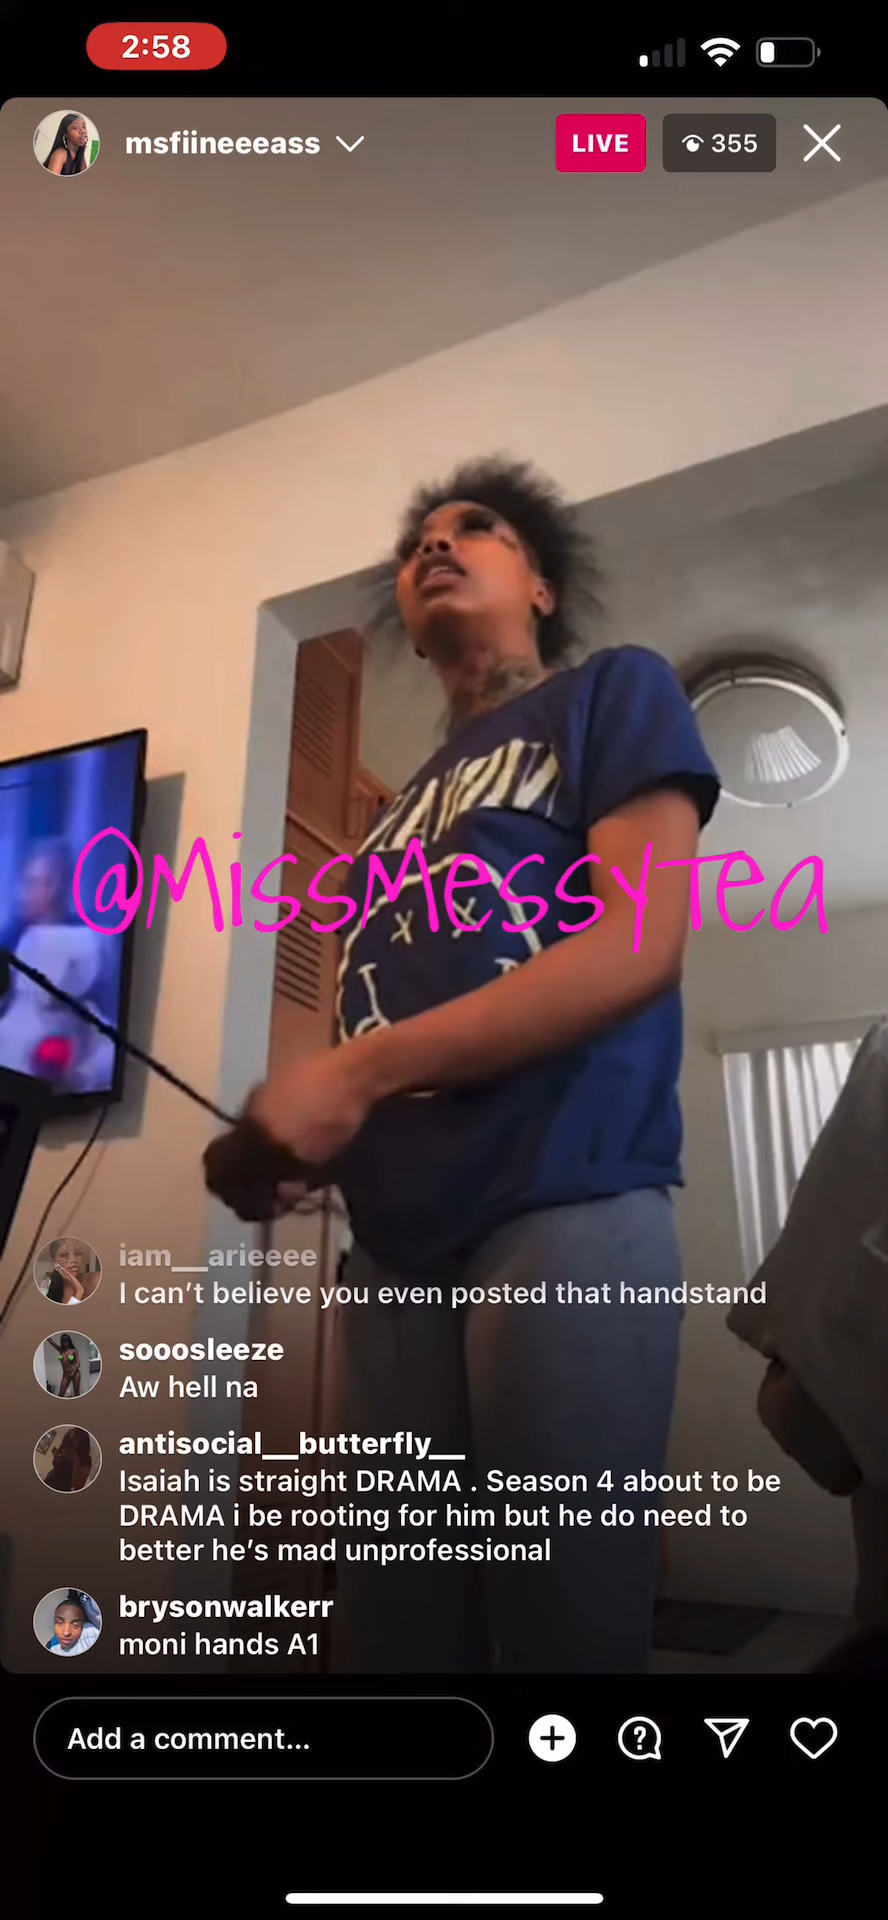 2:58
msfiineeeass
LIVE
355
@MissMessyTea
iam__arieeee
I can't believe you even posted that handstand
sooosleeze
Aw hell na
antisocial__butterfly__
Isaiah is straight DRAMA . Season 4 about to be
DRAMA i be rooting for him but he do need to
better he's mad unprofessional
brysonwalkerr
moni hands A1
Add a comment...